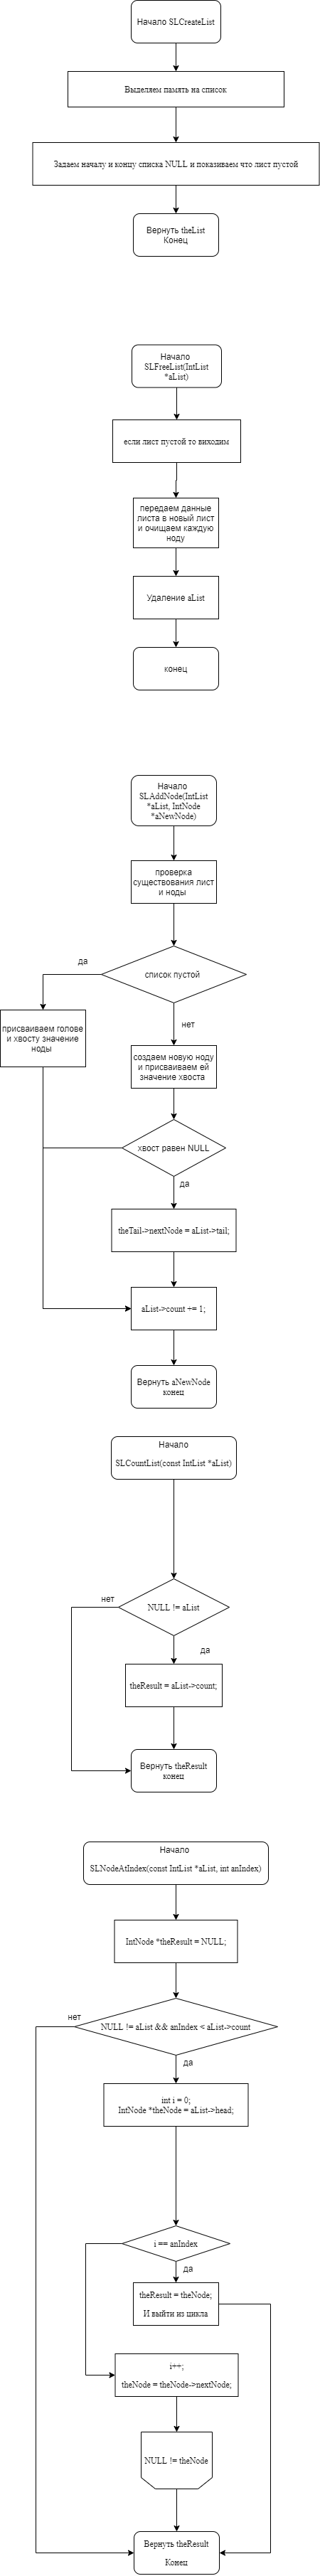 Начало SLCreateList
Выделяем память на список
Задаем началу и концу списка NULL и показываем что лист пустой
Вернуть theList
Конец
Начало
SLFreeList(IntList
*aList)
если лист пустой то виходим
передаем данные
листа в новый лист
и очищаем каждую
ноду
Удаление aList
конец
Начало
SLAddNode(IntList
*aList, IntNode
*aNewNode)
проверка
существования лист
и ноды
список пустой
да
нет
присваиваем голове
и хвосту значение
ноды
создаем новую ноду
и присваиваем ей
значение хвоста
хвост равен NULL
да
theTail->nextNode = aList->tail;
aList->count += 1;
Вернуть aNewNode
конец
Начало
SLCountList(const IntList *aList)
NULL != aList
нет
да
theResult = aList->count;
Вернуть theResult
конец
Начало
SLNodeAtIndex(const IntList *aList, int anIndex)
IntNode *theResult = NULL;
нет
NULL != aList && anIndex < aList->count
да
int i = 0;
IntNode *theNode = aList->head;
i == anIndex
да
theResult = theNode;
И выйти из цикла
i++;
theNode = theNode->nextNode;
NULL != theNode
Вернуть theResult
Конец